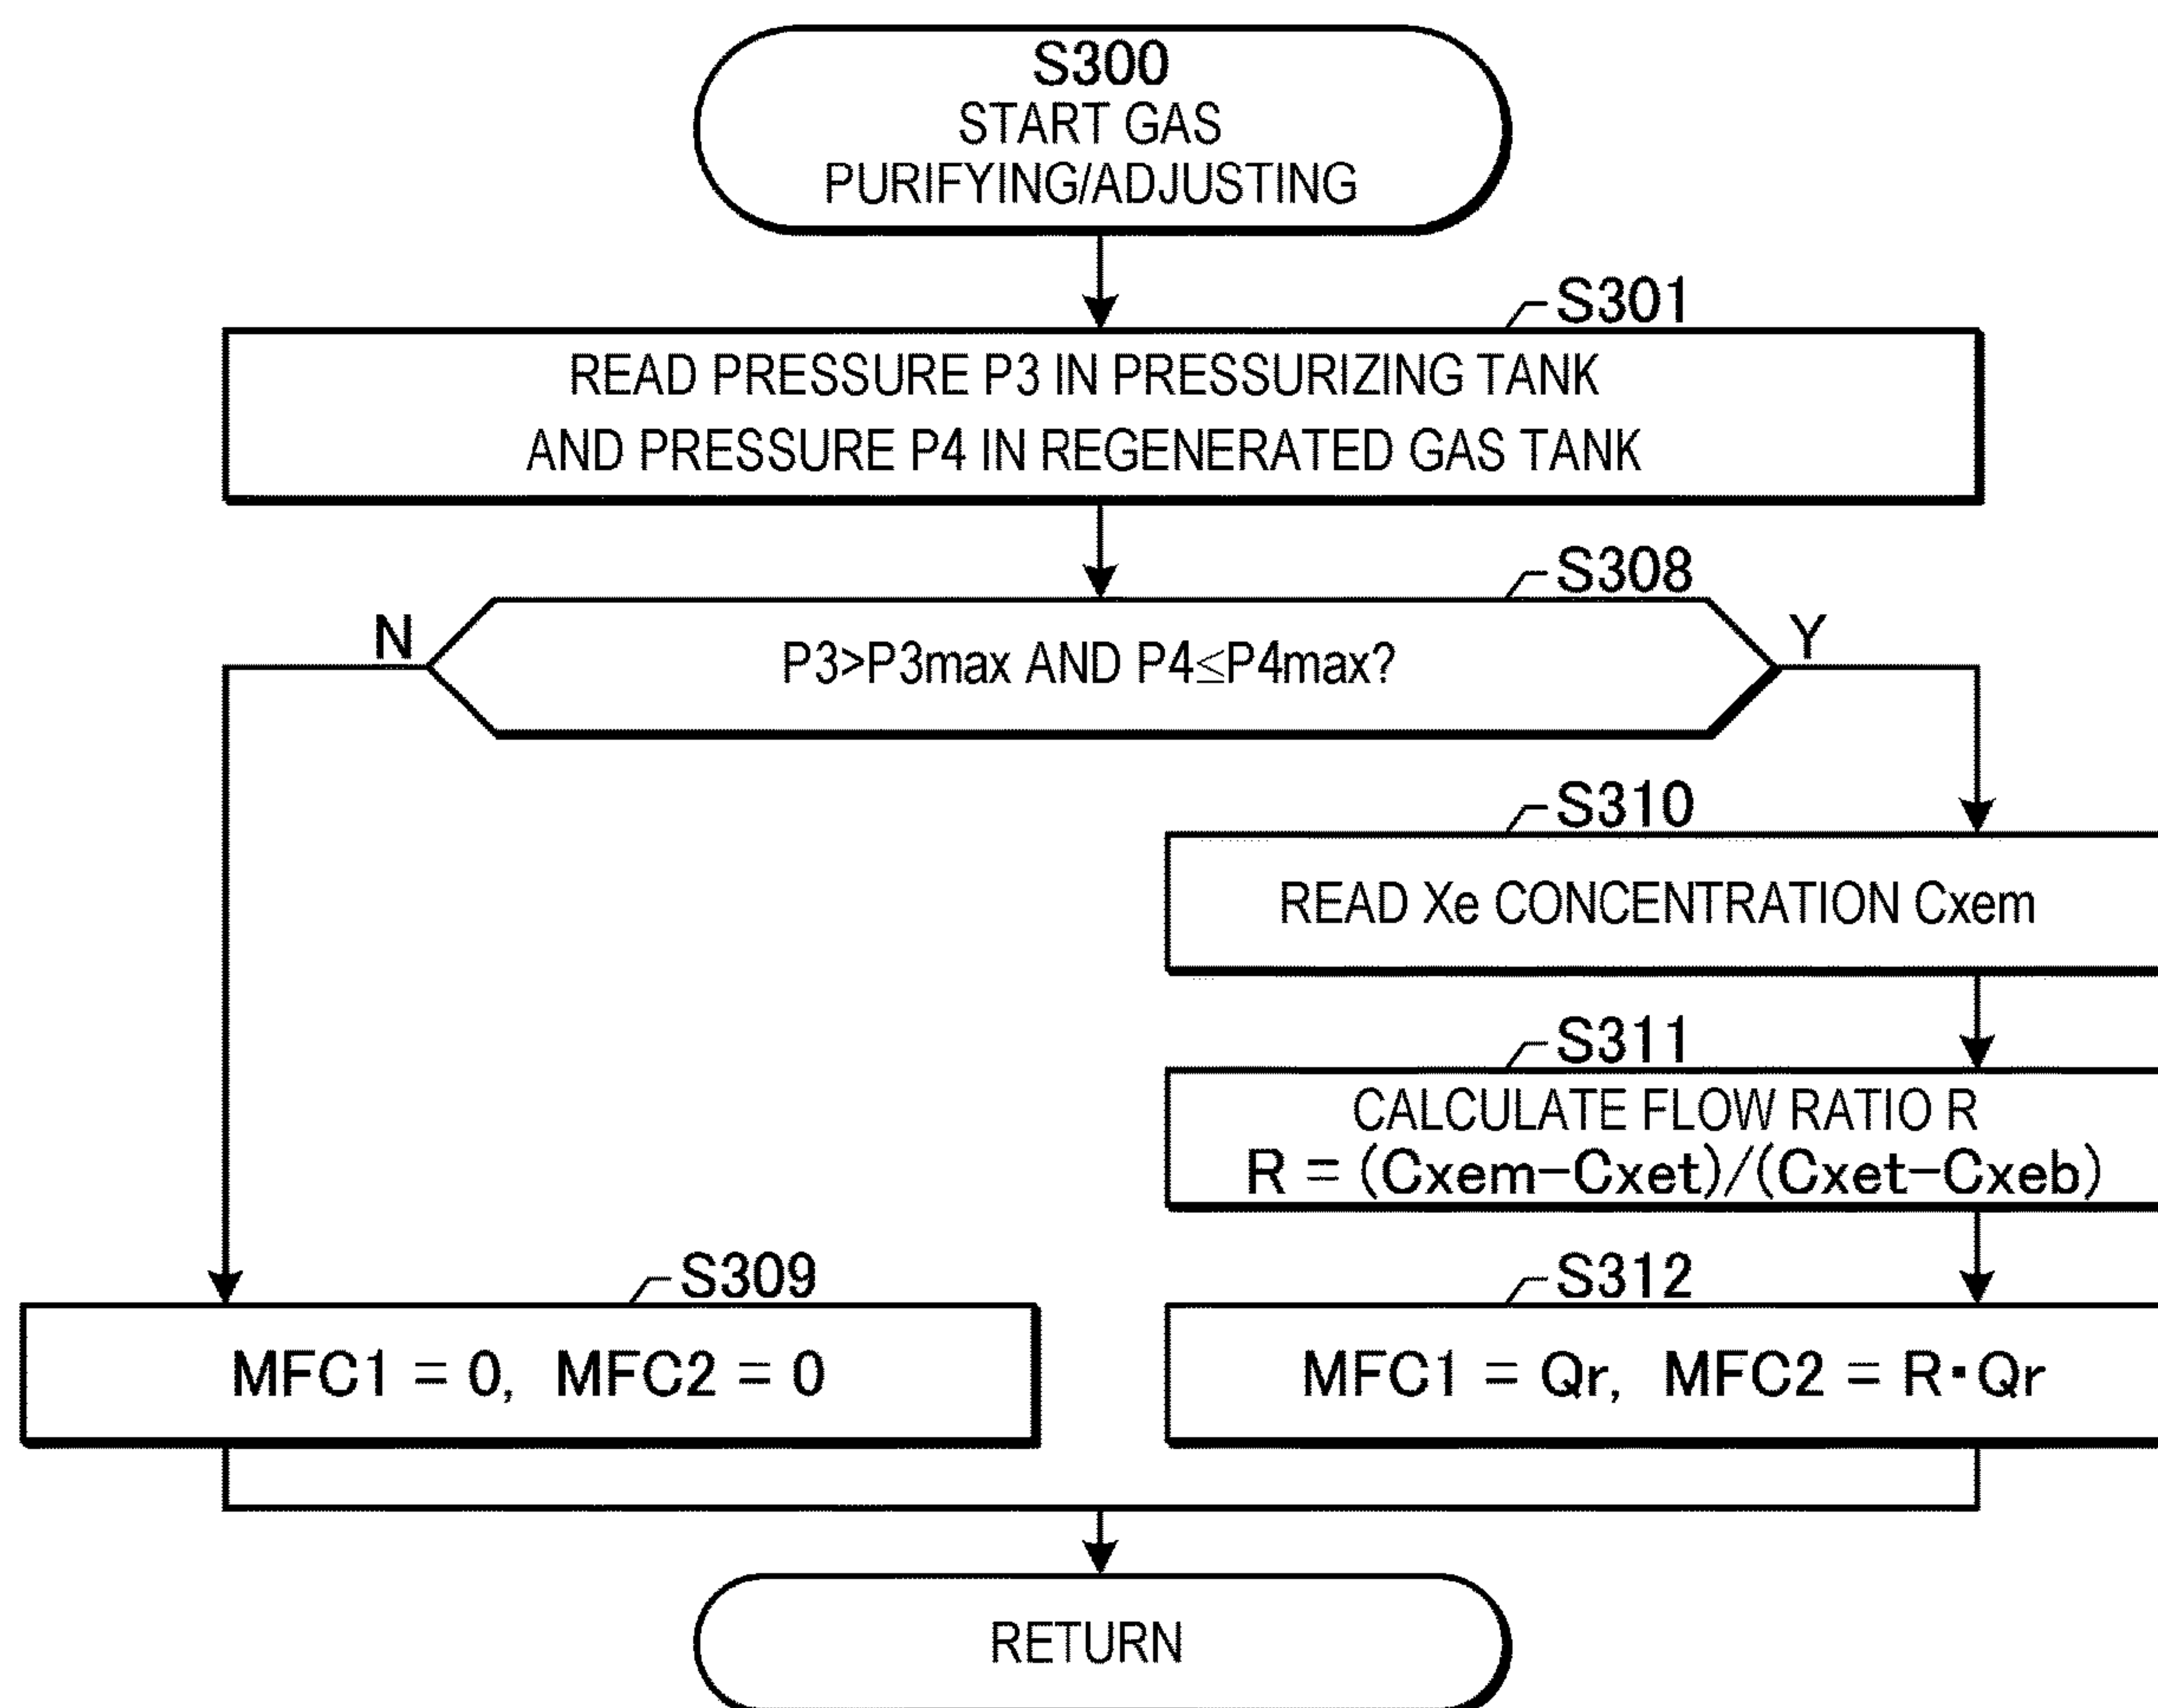 S300
START GAS
PURIFYING/ADJUSTING
S301
READ PRESSURE P3 IN PRESSURIZING TANK
AND PRESSURE P4 IN REGENERATED GAS TANK
S308
N
P3>P3max AND P4≤P4max?
Y
S310
READ Xe CONCENTRATION Cxem
S311
CALCULATE FLOW RATIO R
R = (Cxem-Cxet)/(Cxet-Cxeb)
S309
MFC1 = 0, MFC2 = 0
S312
MFC1 = Qr, MFC2 = R・Qr
RETURN